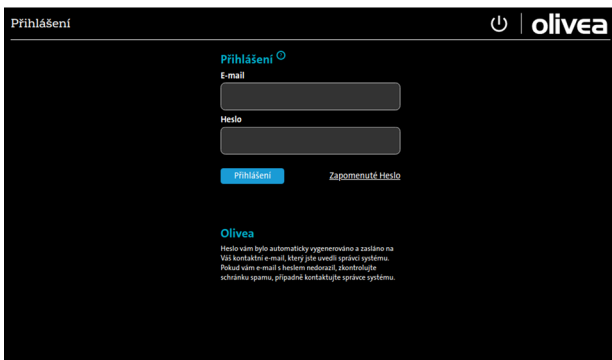 Přihlášení
olivea
Přihlášení ?
E-mail
Heslo
Přihlášení
Zapomenuté Heslo
Olivea
Heslo vám bylo automaticky vygenerováno a zasláno na
Váš kontaktní e-mail, který jste uvedli správci systému.
Pokud vám e-mail s heslem nedorazil, zkontrolujte
schránku spamu, případně kontaktujte správce systému.